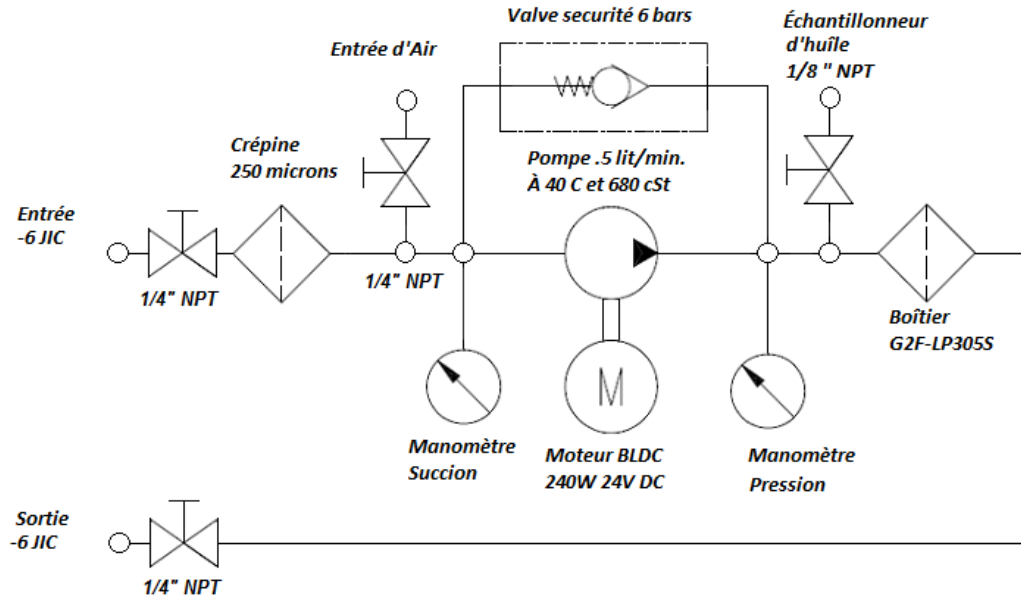 Valve securité 6 bars
Échantillonneur
d'huîle
1/8 " NPT
Entrée d'Air
Crépine
250 microns
Pompe .5 lit/min.
À 40 C et 680 cSt
Entrée
-6 JIC
1/4" NPT
1/4" NPT
Boîtier
G2F-LP305S
M
Manomètre
Succion
Moteur BLDC
240W 24V DC
Manomètre
Pression
Sortie
-6 JIC
1/4" NPT